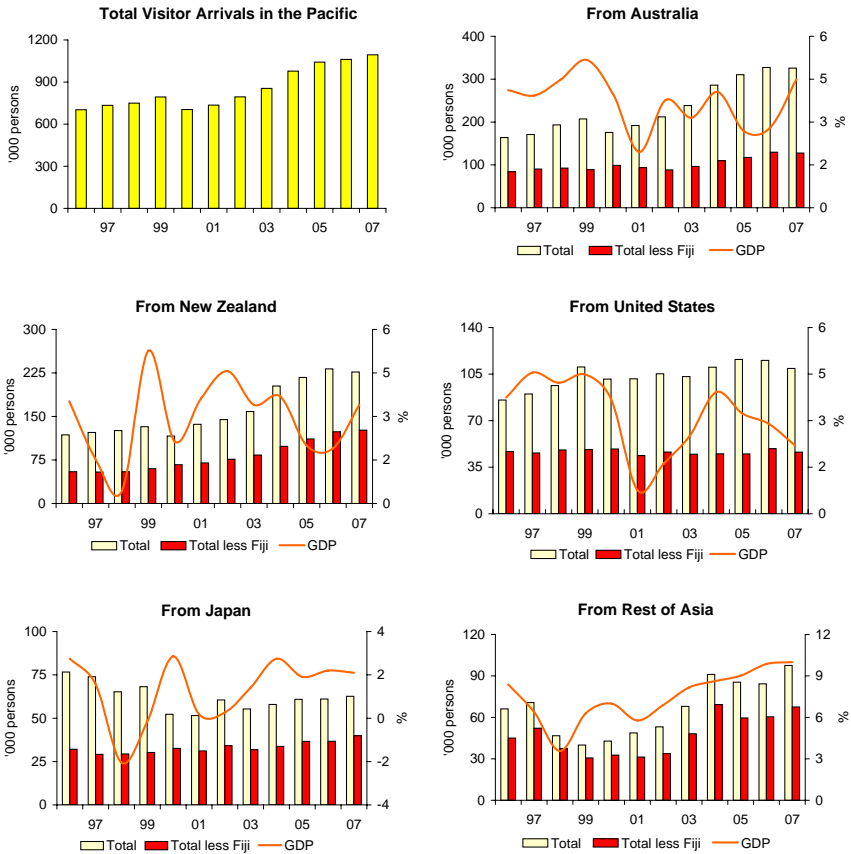 Total Visitor Arrivals in the Pacific
1200
900
600
300
0
'000 persons
97 99 01 03 05 07
From Australia
400
300
200
100
0
'000 persons
6
5
3
2
0
%
97 99 01 03 05 07
Total Total less Fiji GDP
From New Zealand
300
225
150
75
0
'000 persons
6
5
3
2
0
%
97 99 01 03 05 07
Total Total less Fiji GDP
From United States
140
105
70
35
0
'000 persons
6
5
3
2
0
%
97 99 01 03 05 07
Total Total less Fiji GDP
From Japan
100
75
50
25
0
'000 persons
4
2
0
-2
-4
%
97 99 01 03 05 07
Total Total less Fiji GDP
From Rest of Asia
120
90
60
30
0
'000 persons
12
9
6
3
0
%
97 99 01 03 05 07
Total Total less Fiji GDP